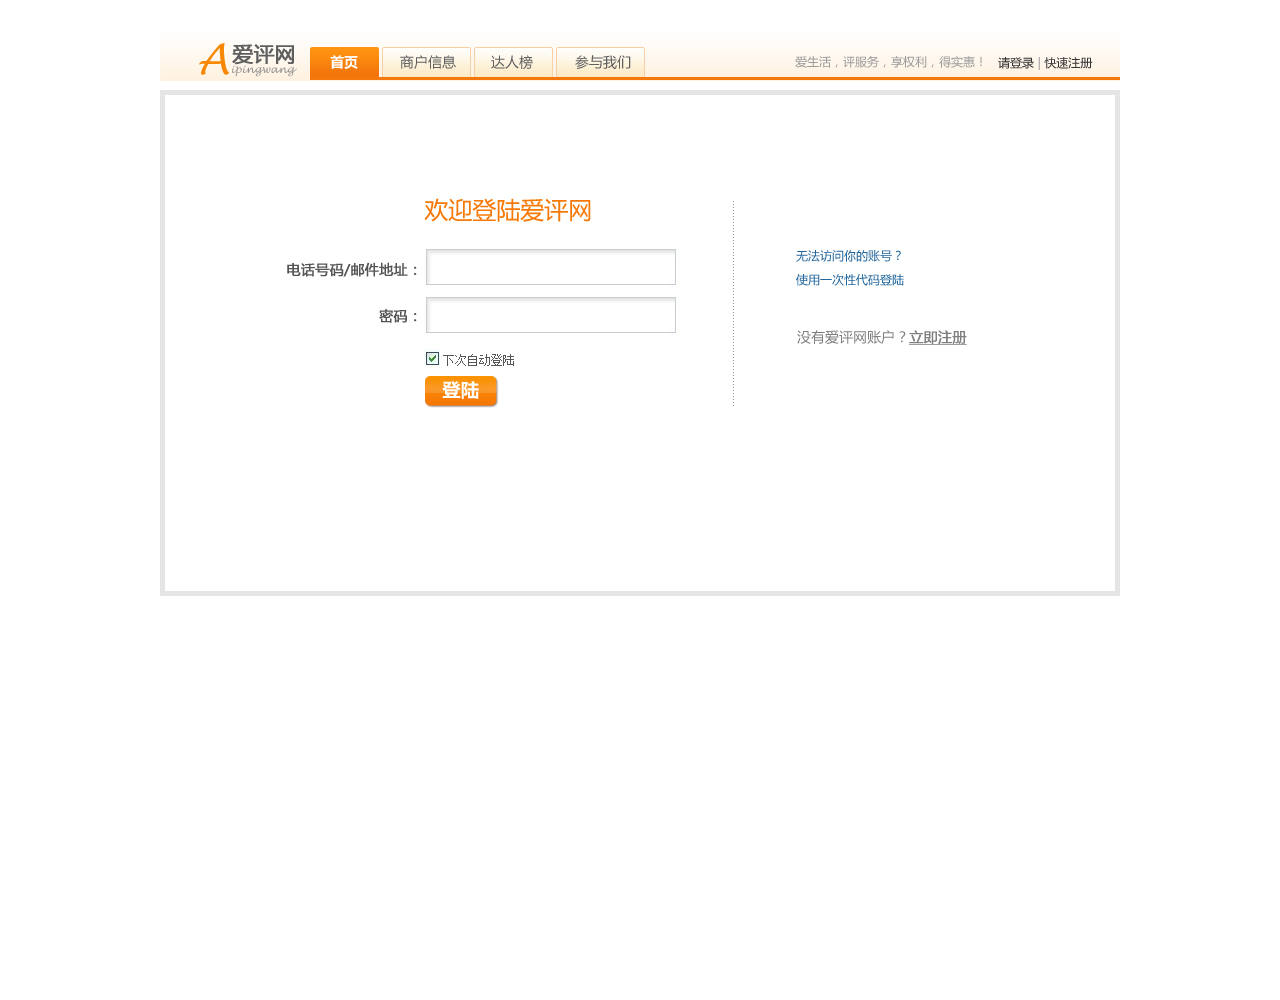 A爱评网
ipingwang
首页 商户信息 达人榜 参与我们
爱生活，评服务，享权利，得实惠！ 请登录 | 快速注册
欢迎登陆爱评网
电话号码/邮件地址：
密码：
下次自动登陆
登陆
无法访问你的账号？
使用一次性代码登陆
没有爱评网账户？立即注册